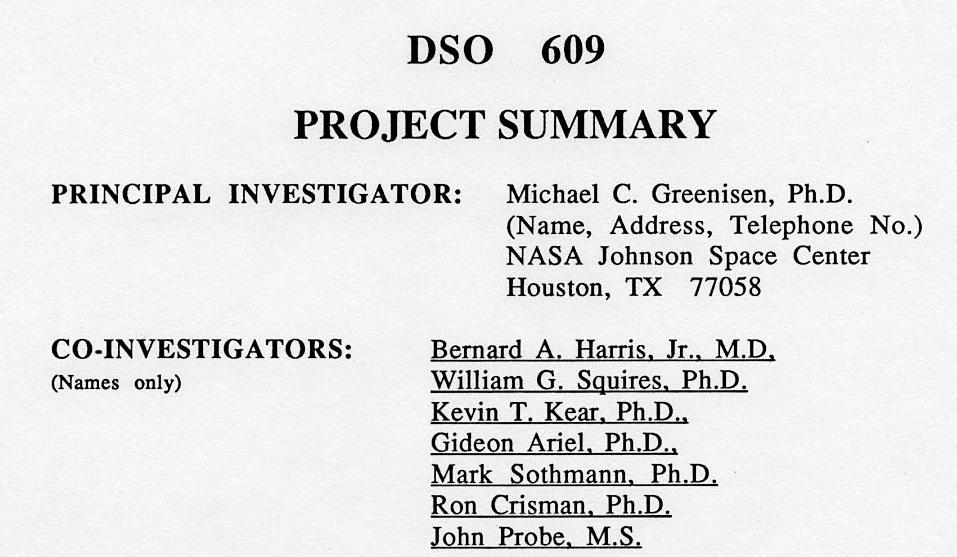 DSO 609
PROJECT SUMMARY
PRINCIPAL INVESTIGATOR: Michael C. Greenisen, Ph.D.
(Name, Address, Telephone No.)
NASA Johnson Space Center
Houston, TX 77058
CO-INVESTIGATORS: Bernard A. Harris, Jr., M.D,
(Names only) William G. Squires, Ph.D.
Kevin T. Kear, Ph.D.,
Gideon Ariel, Ph.D.,
Mark Sothmann, Ph.D.
Ron Crisman, Ph.D.
John Probe, M.S.